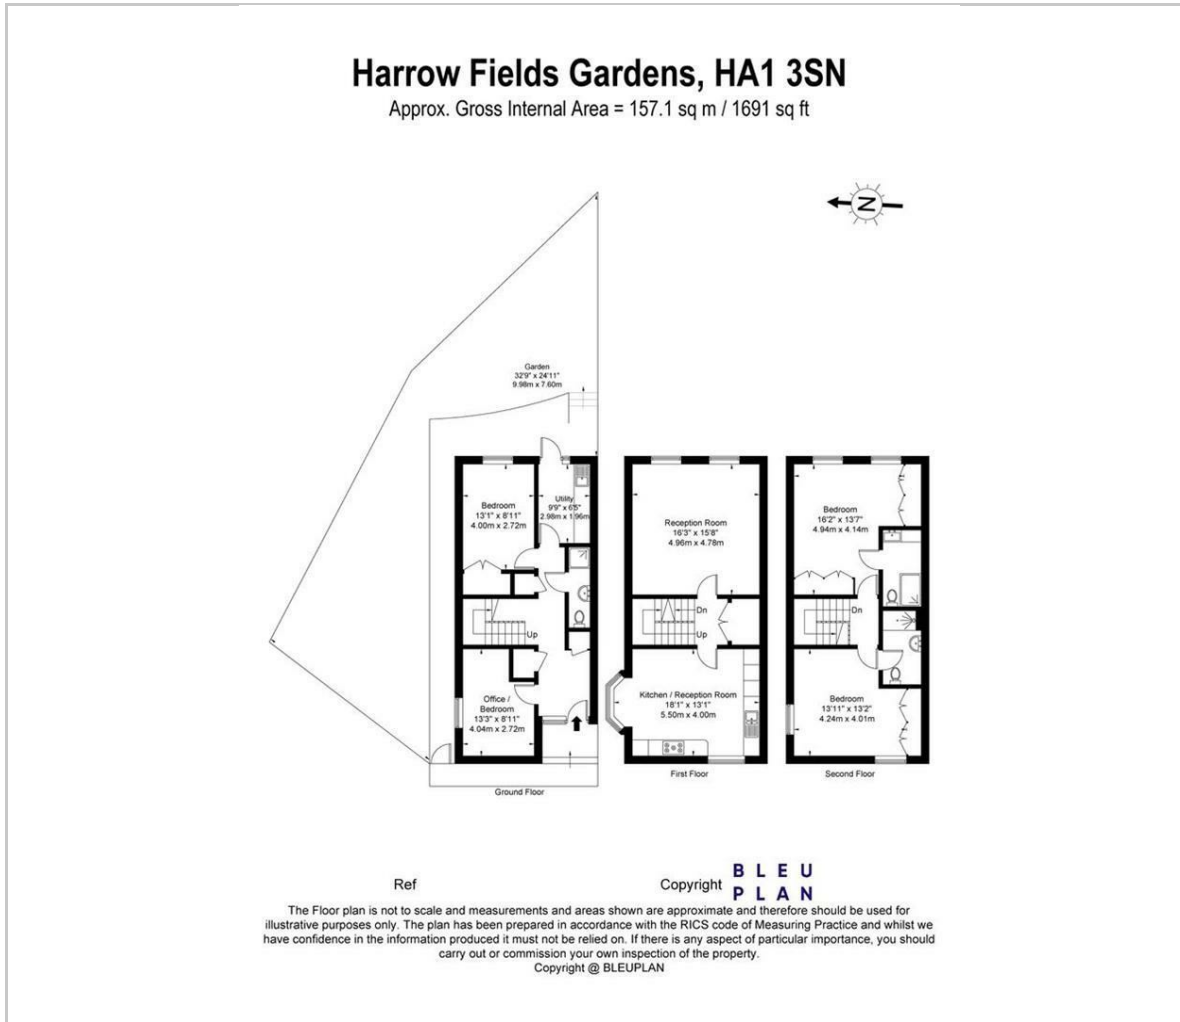 Harrow Fields Gardens, HA1 3SN
Approx. Gross Internal Area = 157.1 sq m / 1691 sq ft
N
Garden
32'9" x 24'11"
9.98m x 7.60m
Bedroom
13'1" x 8'11"
4.00m x 2.72m
Utility
9'9" x 6'5"
2.98m x 1.96m
Up
Office /
Bedroom
13'3" x 8'11"
4.04m x 2.72m
Ground Floor
Reception Room
16'3" x 15'8"
4.96m x 4.78m
Dn
Up
Kitchen / Reception Room
18'1" x 13'1"
5.50m x 4.00m
First Floor
Bedroom
16'2" x 13'7"
4.94m x 4.14m
Dn
Bedroom
13'11" x 13'2"
4.24m x 4.01m
Second Floor
Ref
Copyright
BLEU
PLAN
The Floor plan is not to scale and measurements and areas shown are approximate and therefore should be used for
illustrative purposes only. The plan has been prepared in accordance with the RICS code of Measuring Practice and whilst we
have confidence in the information produced it must not be relied on. If there is any aspect of particular importance, you should
carry out or commission your own inspection of the property.
Copyright @ BLEUPLAN